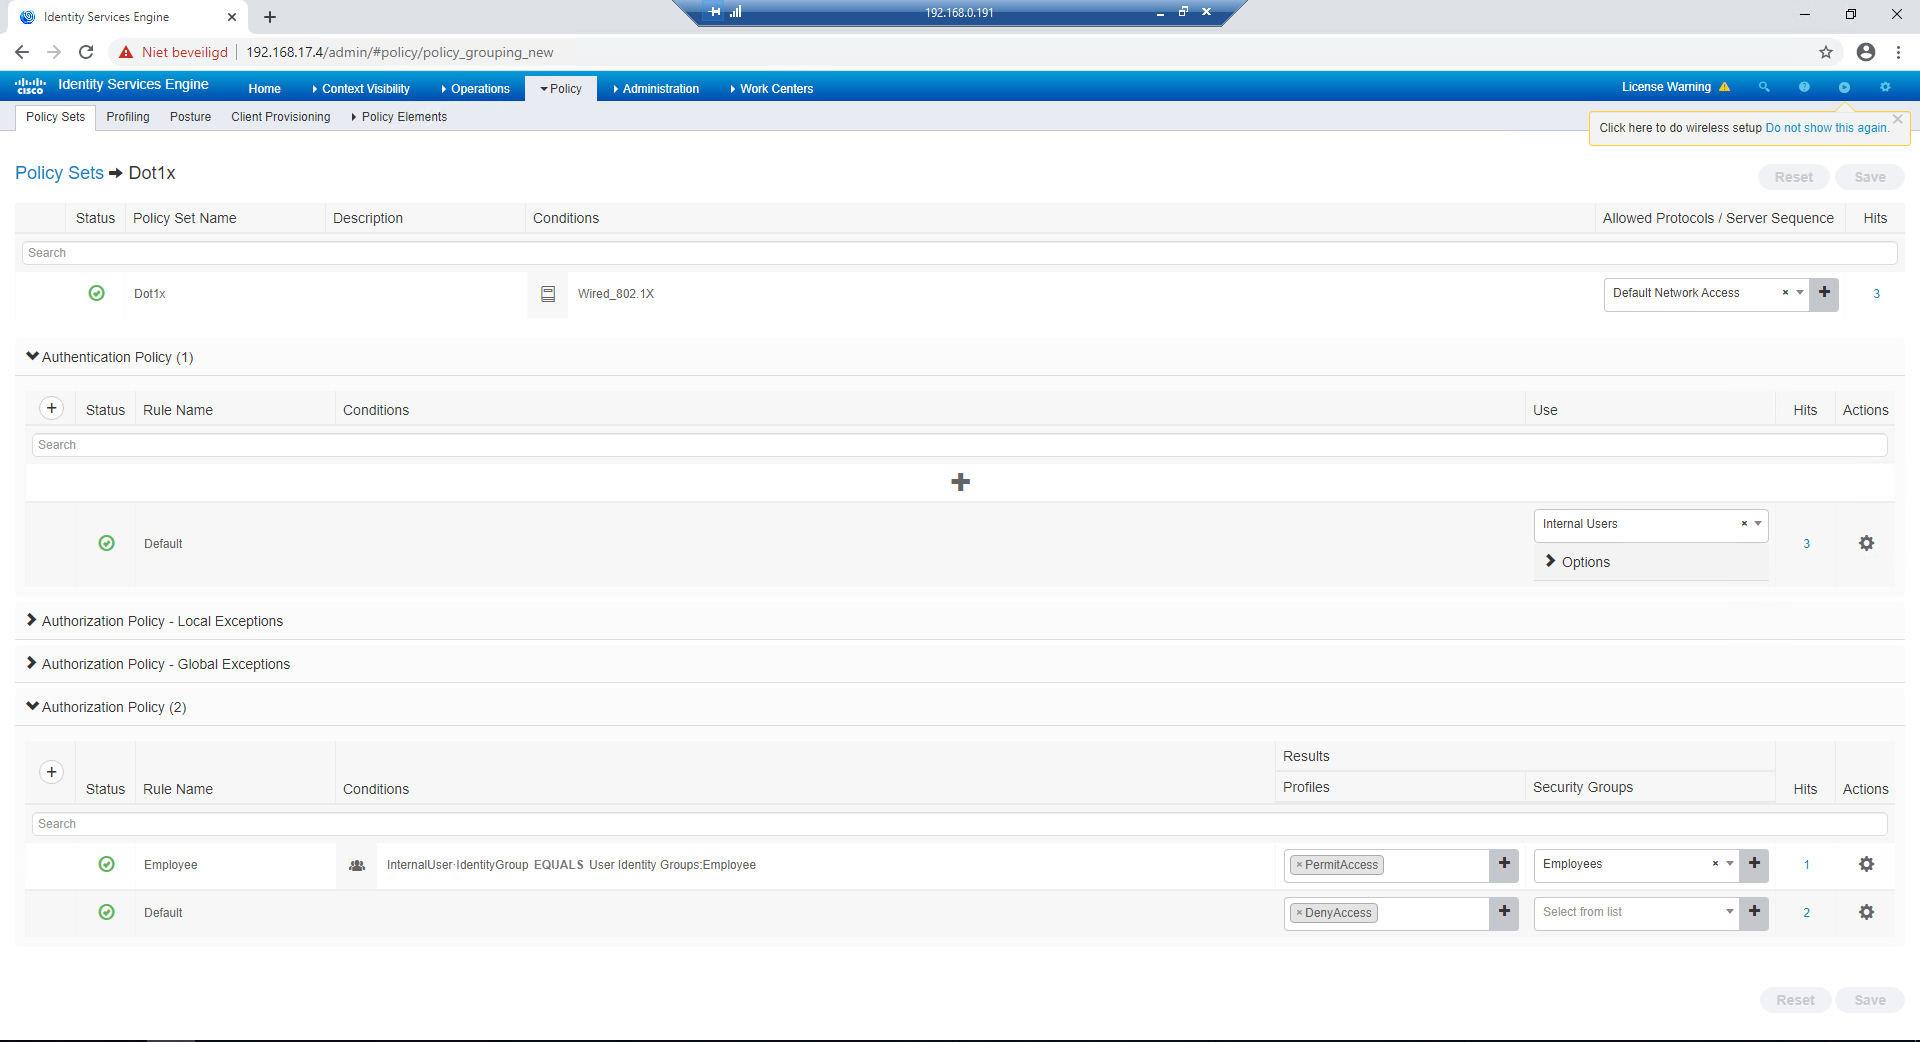 Identity Services Engine
192.168.0.191
Niet beveiligd
192.168.17.4/admin/#policy/policy_grouping_new
CISCO
Identity Services Engine
Home
Context Visibility
Operations
Policy
Administration
Work Centers
License Warning
Policy Sets
Profiling
Posture
Client Provisioning
Policy Elements
Click here to do wireless setup Do not show this again.
Policy Sets ➔ Dot1x
Reset
Save
Status
Policy Set Name
Description
Conditions
Allowed Protocols / Server Sequence
Hits
Search
Dot1x
Wired_802.1X
Default Network Access
3
Authentication Policy (1)
Status
Rule Name
Conditions
Use
Hits
Actions
Search
Default
Internal Users
Options
3
Authorization Policy - Local Exceptions
Authorization Policy - Global Exceptions
Authorization Policy (2)
Results
Status
Rule Name
Conditions
Profiles
Security Groups
Hits
Actions
Search
Employee
InternalUser·IdentityGroup EQUALS User Identity Groups:Employee
× PermitAccess
Employees
1
Default
× DenyAccess
Select from list
2
Reset
Save